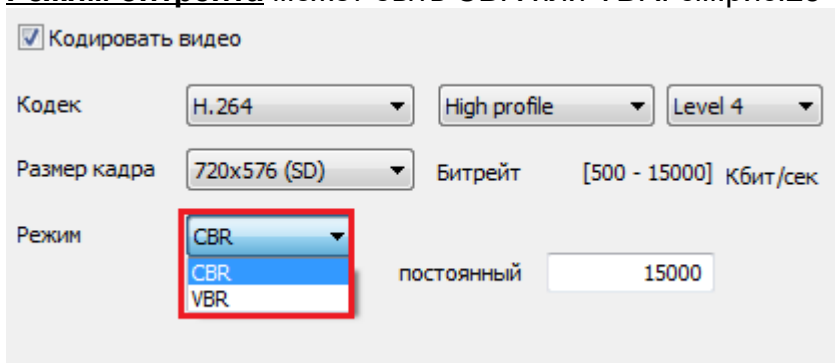 Кодировать видео
Кодек H.264 High profile Level 4
Размер кадра 720x576 (SD) Битрейт [500 - 15000] Кбит/сек
Режим CBR
CBR постоянный 15000
VBR